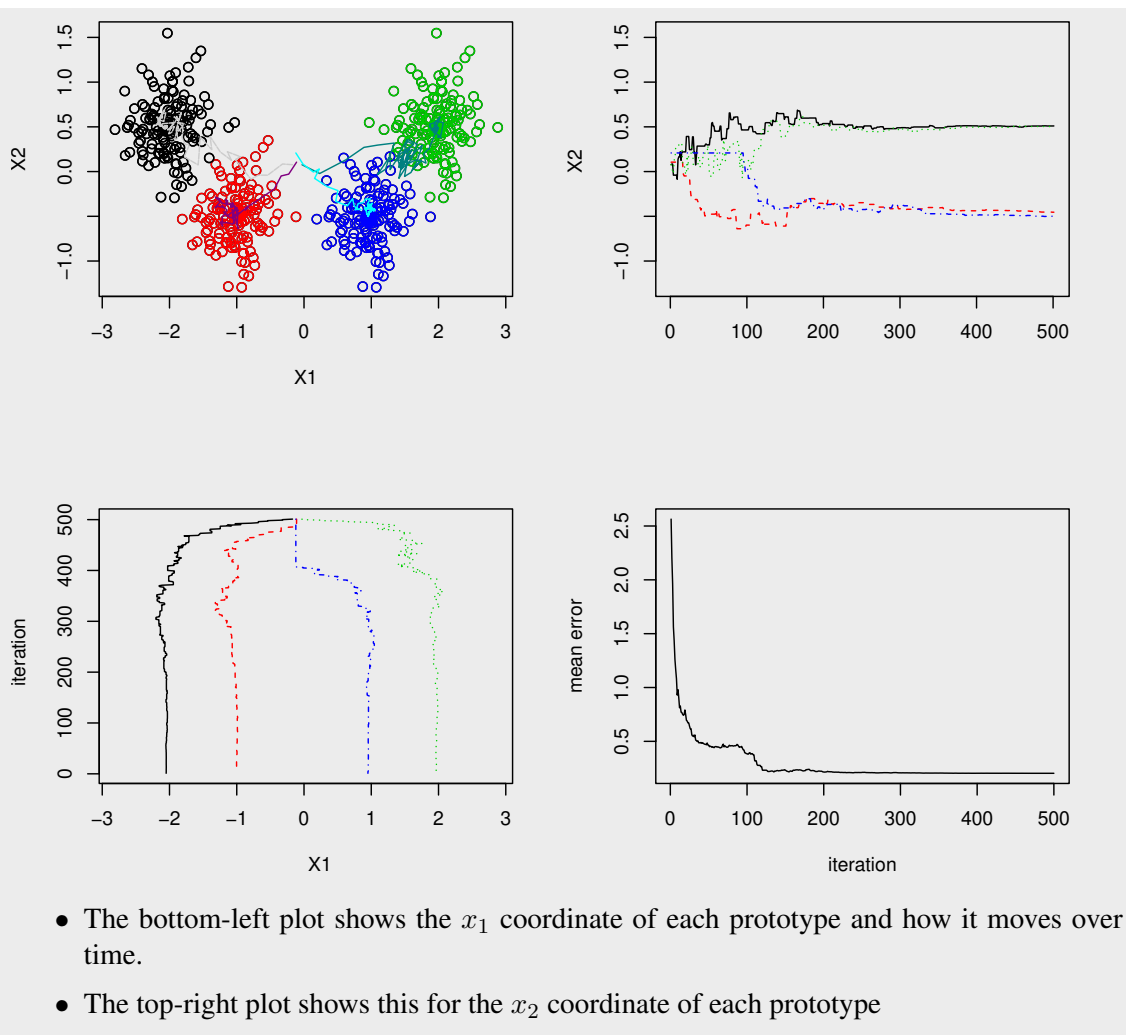 1.5
1.0
0.5
0.0
−1.0
X2
−3 −2 −1 0 1 2 3
X1
1.5
1.0
0.5
0.0
−1.0
X2
0 100 200 300 400 500
500
400
300
200
100
0
iteration
−3 −2 −1 0 1 2 3
X1
2.5
2.0
1.5
1.0
0.5
mean error
0 100 200 300 400 500
iteration
• The bottom-left plot shows the x₁ coordinate of each prototype and how it moves over
time.
• The top-right plot shows this for the x₂ coordinate of each prototype